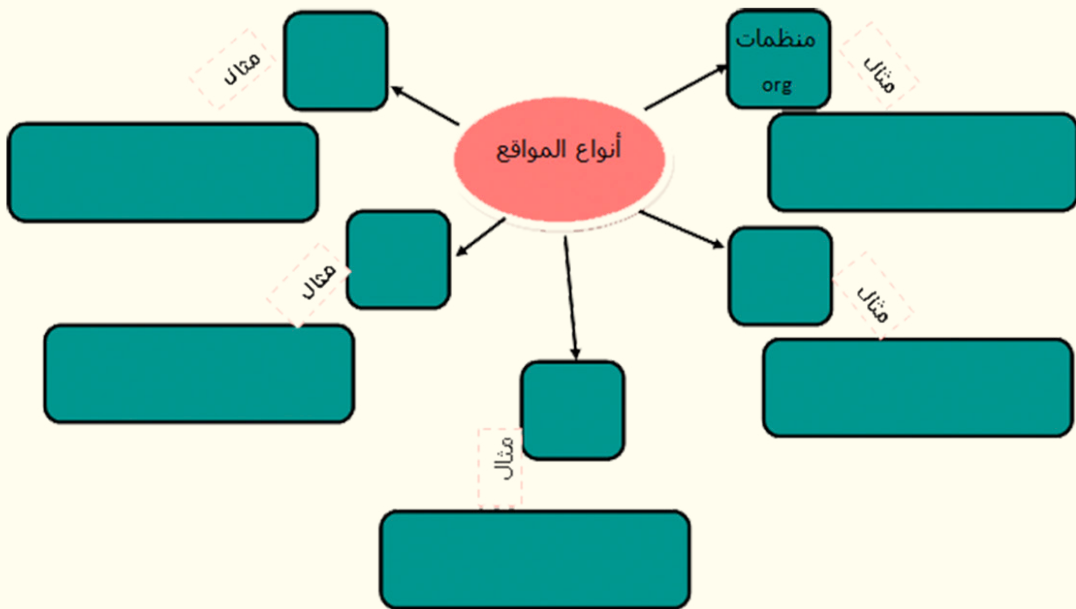 منظمات
org
مثال
مثال
أنواع المواقع
مثال
مثال
مثال